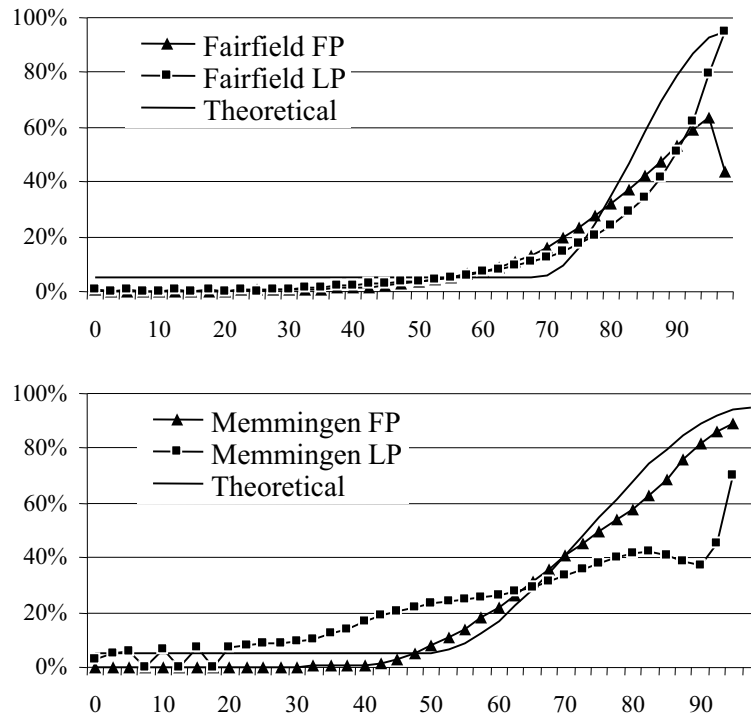 100%
80%
60%
40%
20%
0%
Fairfield FP
Fairfield LP
Theoretical
0 10 20 30 40 50 60 70 80 90
100%
80%
60%
40%
20%
0%
Memmingen FP
Memmingen LP
Theoretical
0 10 20 30 40 50 60 70 80 90